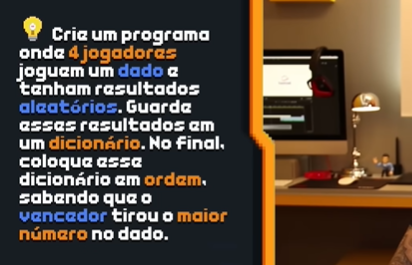 Crie um programa
onde 4 jogadores
joguem um dado e
tenham resultados
aleatórios. Guarde
esses resultados em
um dicionário. No final,
coloque esse
dicionário em ordem,
sabendo que o
vencedor tirou o maior
número no dado.